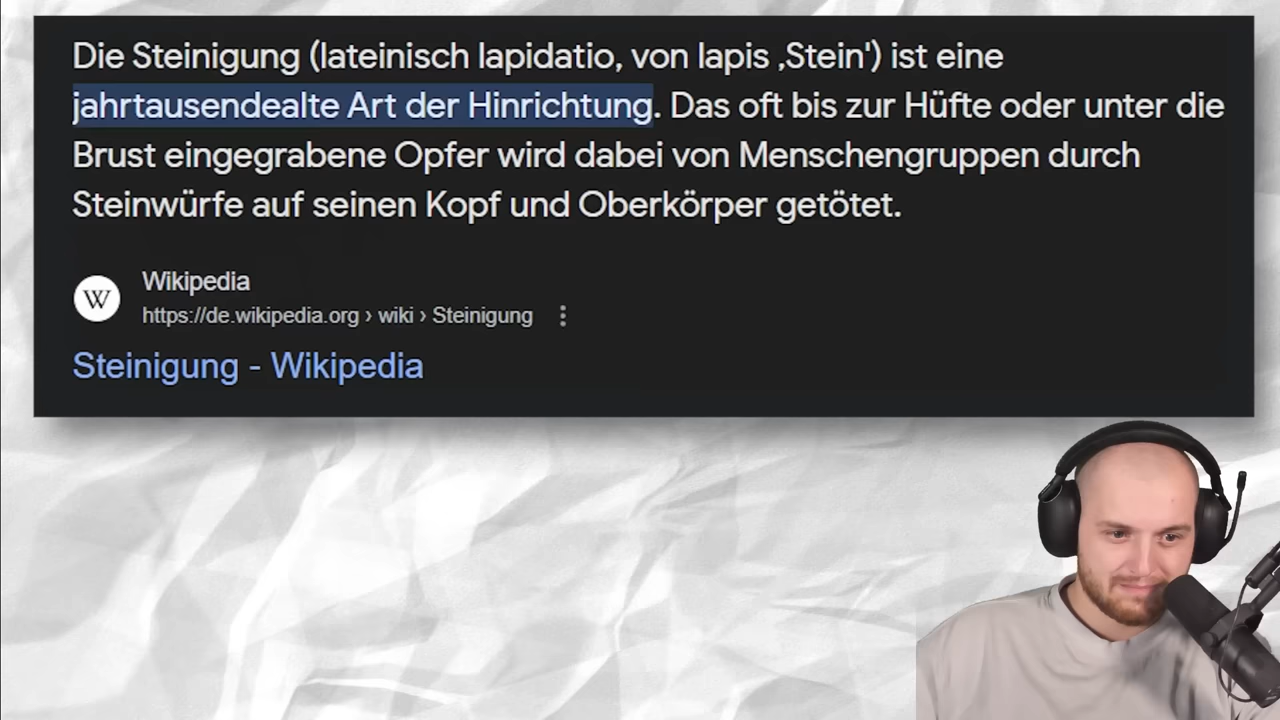 Die Steinigung (lateinisch lapidatio, von lapis ‚Stein') ist eine
jahrtausendealte Art der Hinrichtung. Das oft bis zur Hüfte oder unter die
Brust eingegrabene Opfer wird dabei von Menschengruppen durch
Steinwürfe auf seinen Kopf und Oberkörper getötet.
W
Wikipedia
https://de.wikipedia.org › wiki › Steinigung
Steinigung - Wikipedia